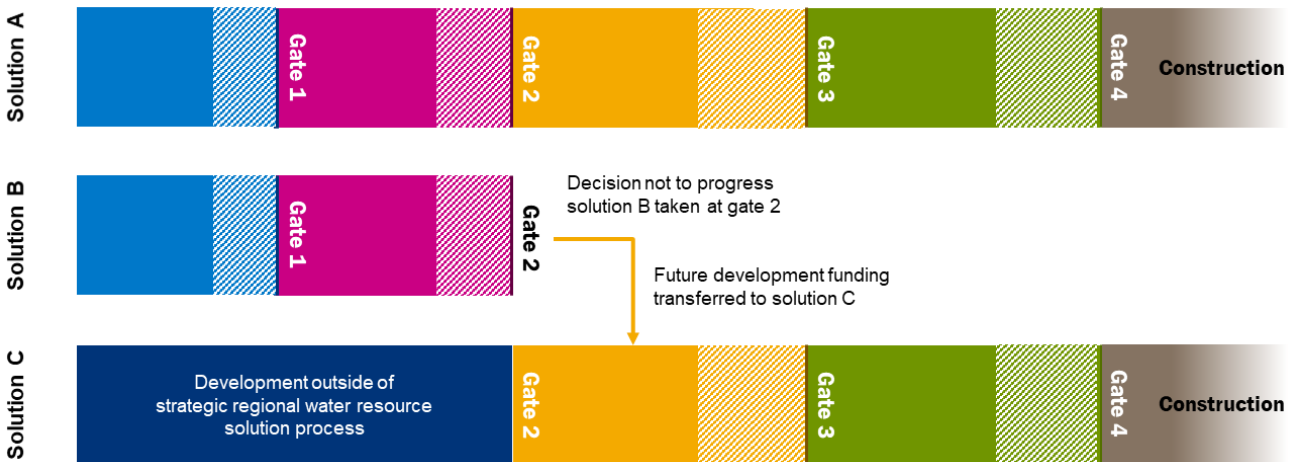 Solution A
Gate 1
Gate 2
Gate 3
Gate 4
Construction
Solution B
Gate 1
Gate 2
Decision not to progress
solution B taken at gate 2
Future development funding
transferred to solution C
Solution C
Development outside of
strategic regional water resource
solution process
Gate 2
Gate 3
Gate 4
Construction